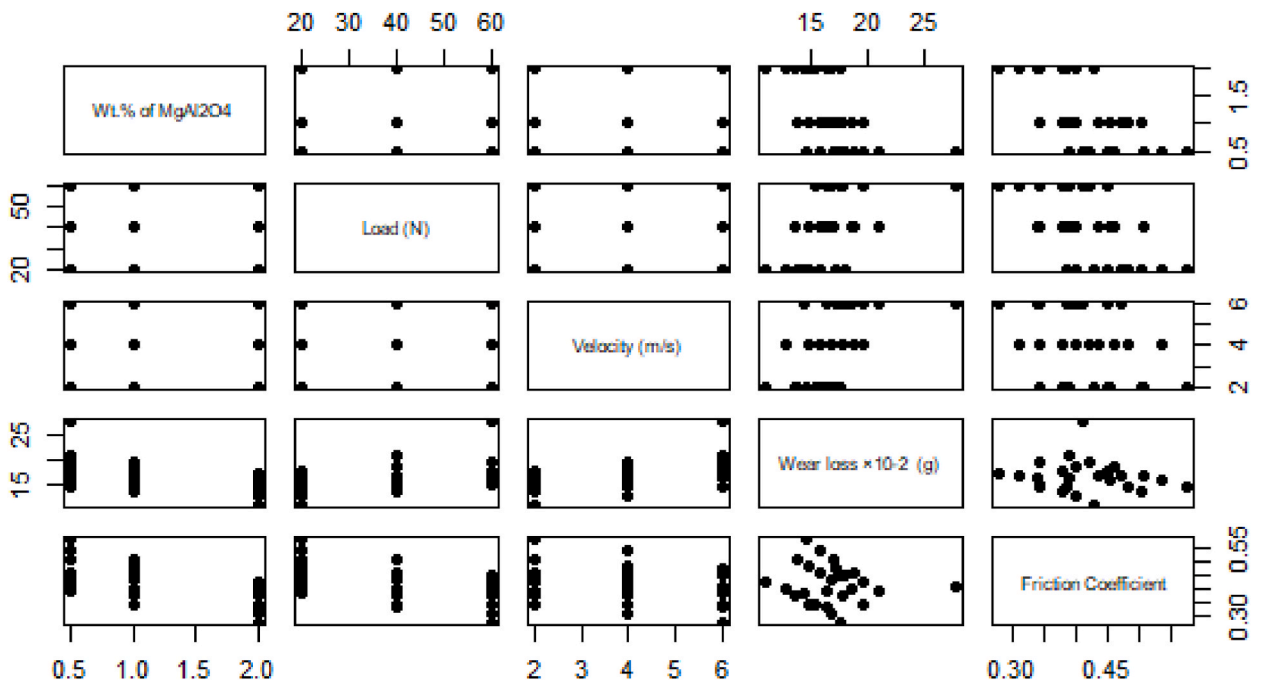 20 30 40 50 60 15 20 25
Wt.% of MgAl2O4
0.5 1.5
20 50
Load (N)
Velocity (m/s)
2 4 6
15 25
Wear loss ×10-2 (g)
Friction Coefficient
0.30 0.55
0.5 1.0 1.5 2.0 2 3 4 5 6 0.30 0.45